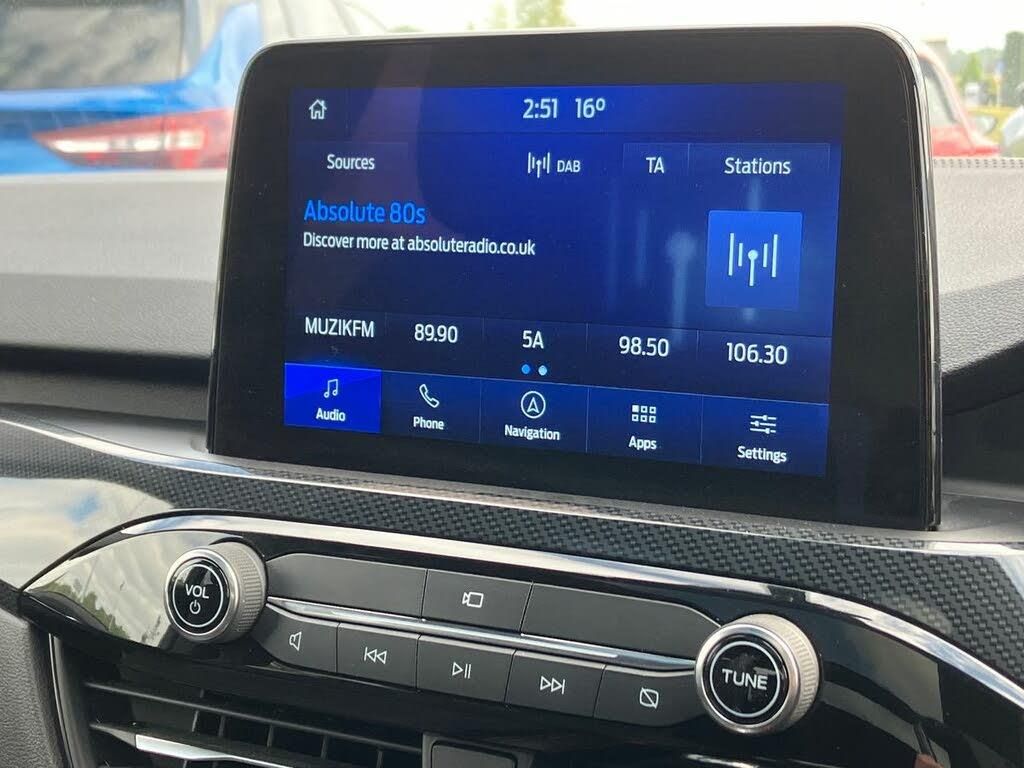 2:51 16°
Sources DAB TA Stations
Absolute 80s
Discover more at absoluteradio.co.uk
MUZIKFM 89.90 5A 98.50 106.30
Audio Phone Navigation Apps Settings
VOL
TUNE